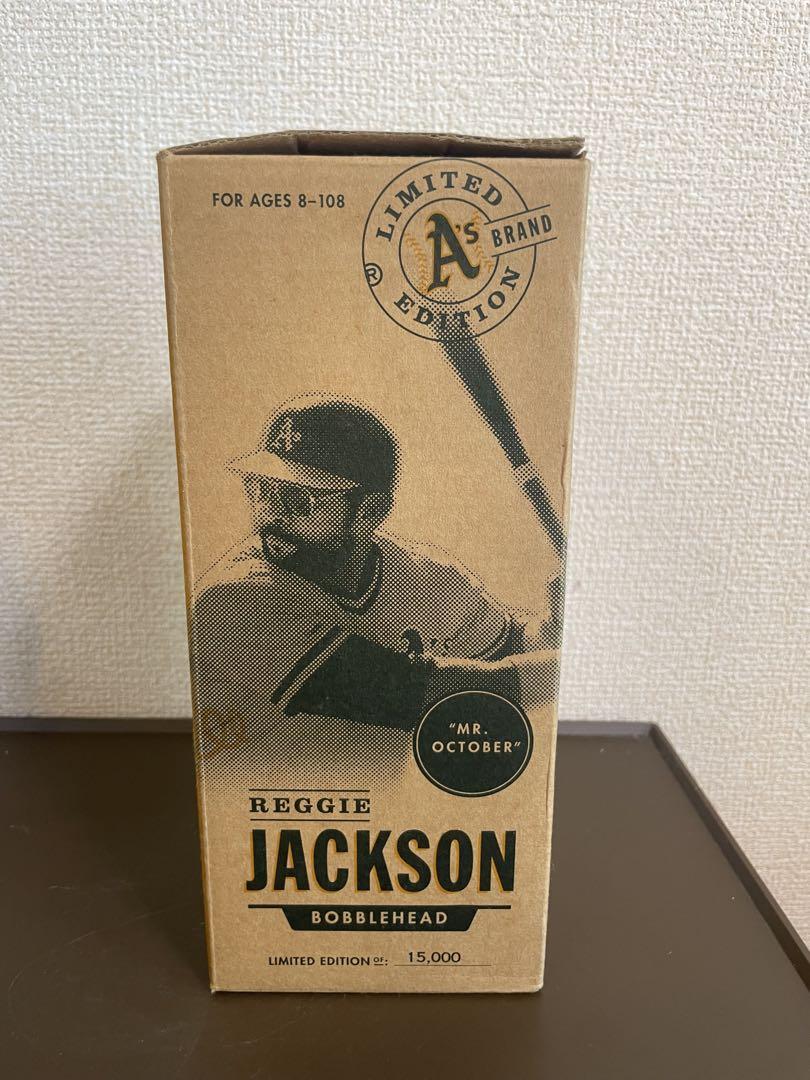 FOR AGES 8–108
LIMITED
A's BRAND
®
EDITION
A's
"MR.
OCTOBER"
REGGIE
JACKSON
BOBBLEHEAD
LIMITED EDITION OF: 15,000